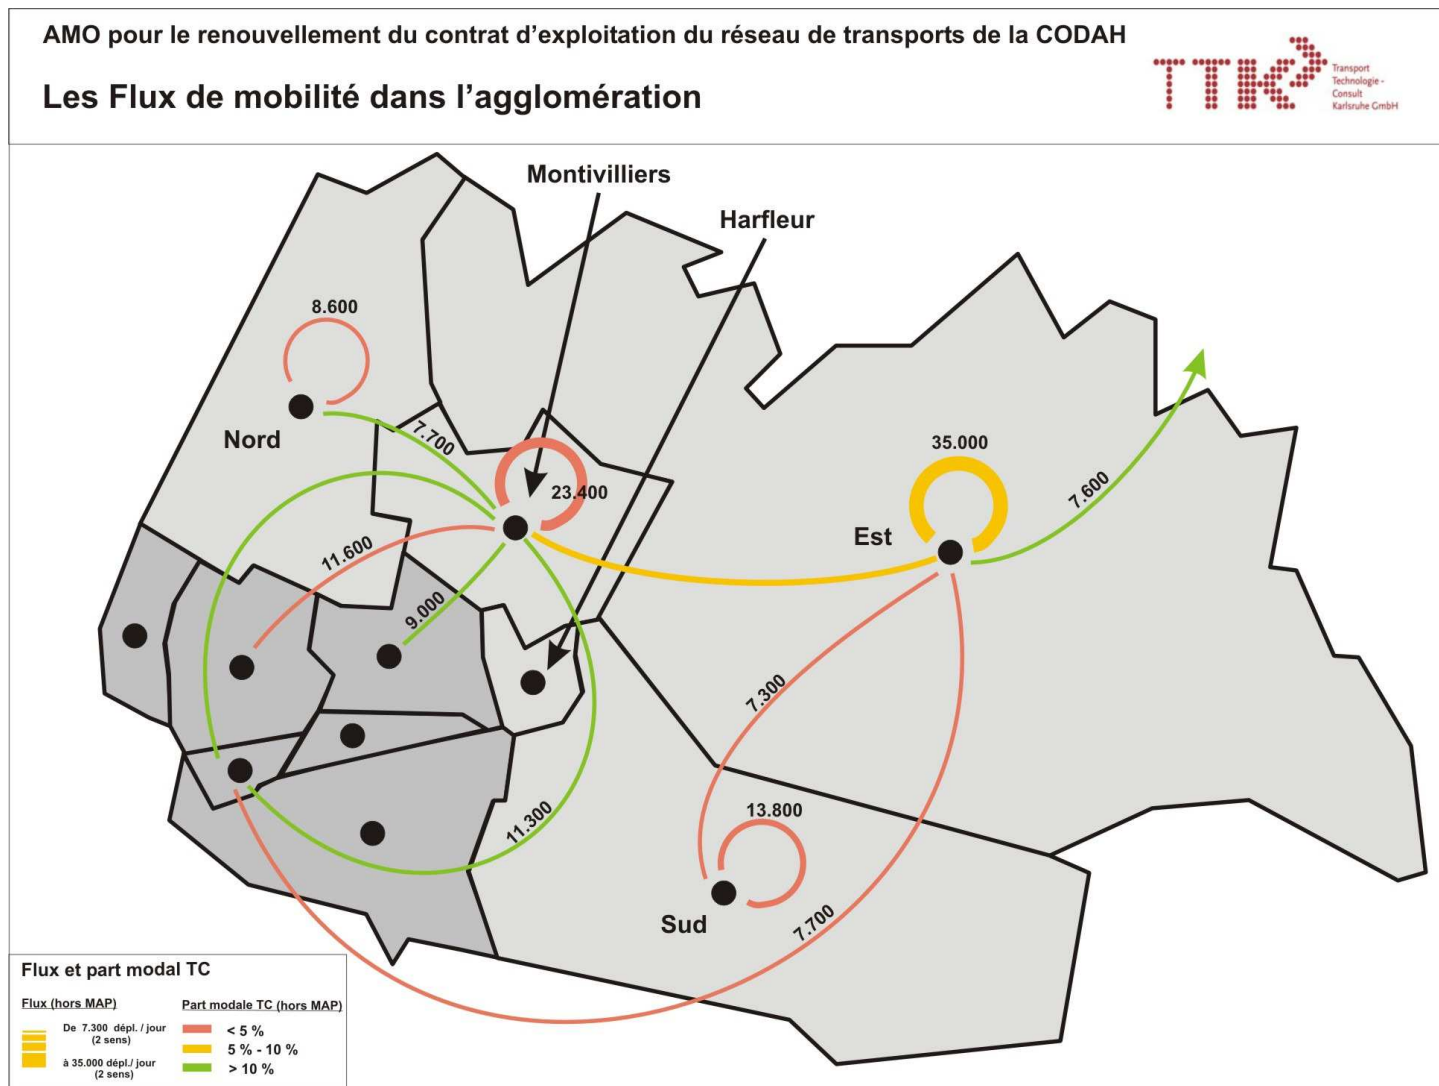 AMO pour le renouvellement du contrat d’exploitation du réseau de transports de la CODAH
Les Flux de mobilité dans l’agglomération
TTK
Transport
Technologie -
Consult
Karlsruhe GmbH
Montivilliers
Harfleur
8.600
Nord
7.700
23.400
35.000
Est
7.600
11.600
9.000
7.300
11.300
13.800
Sud
7.700
Flux et part modal TC
Flux (hors MAP)
De 7.300 dépl. / jour
(2 sens)
à 35.000 dépl./ jour
(2 sens)
Part modale TC (hors MAP)
< 5 %
5 % - 10 %
> 10 %